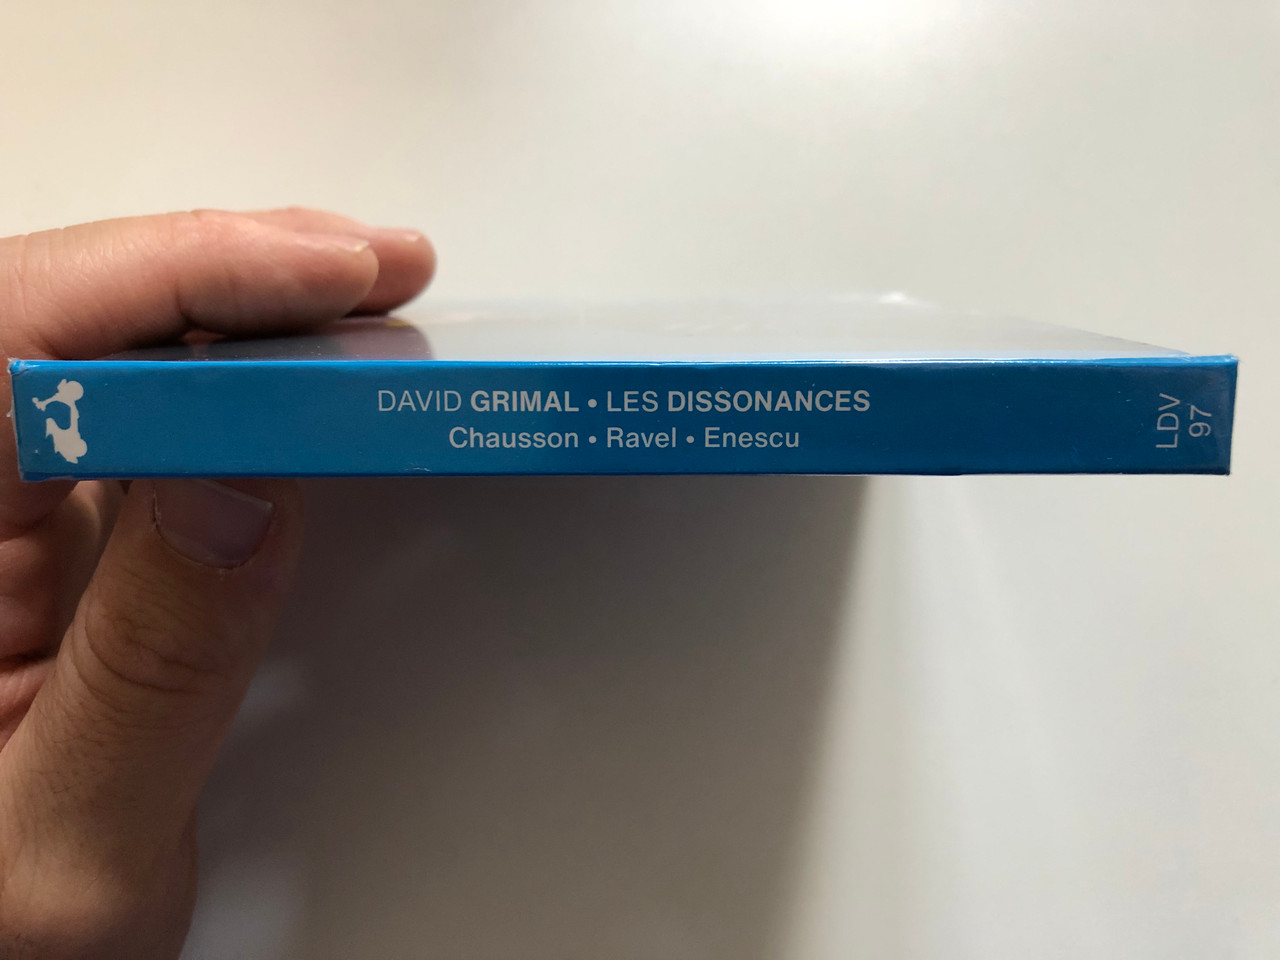 DAVID GRIMAL • LES DISSONANCES
Chausson • Ravel • Enescu
LDV
97